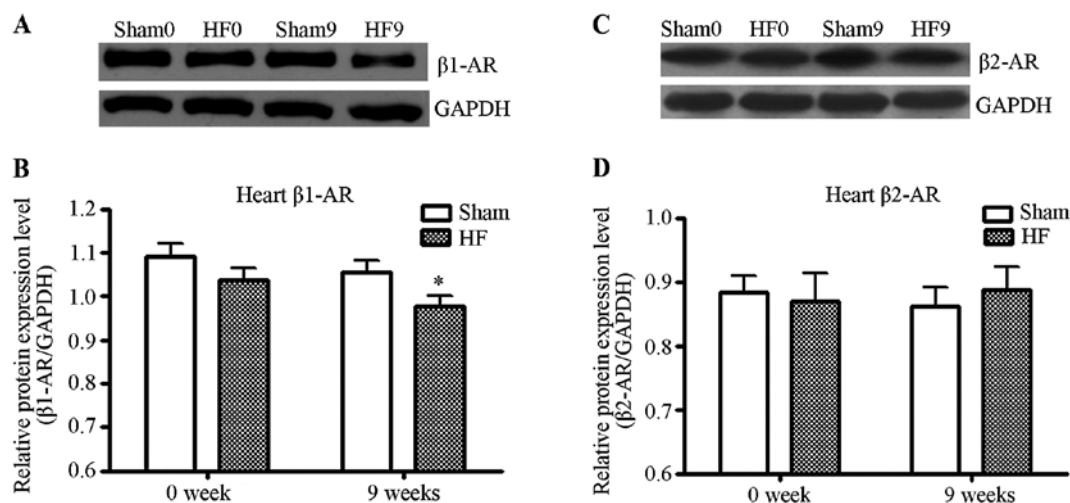 A
Sham0 HF0 Sham9 HF9
β1-AR
GAPDH
B
Heart β1-AR
Sham
HF
Relative protein expression level
(β1-AR/GAPDH)
1.2
1.1
1.0
0.9
0.8
0.7
0.6
*
0 week 9 weeks
C
Sham0 HF0 Sham9 HF9
β2-AR
GAPDH
D
Heart β2-AR
Sham
HF
Relative protein expression level
(β2-AR/GAPDH)
1.0
0.9
0.8
0.7
0.6
0 week 9 weeks